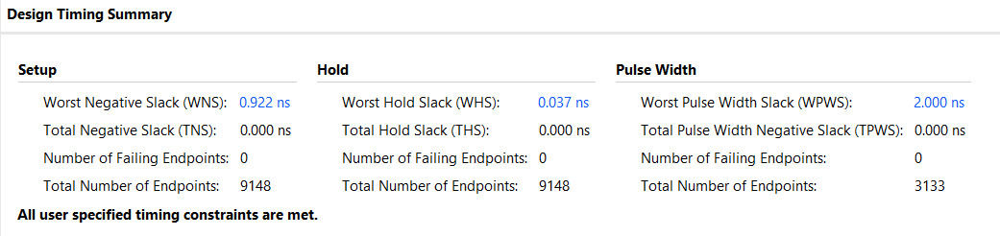 Design Timing Summary
Setup Hold Pulse Width
Worst Negative Slack (WNS): 0.922 ns Worst Hold Slack (WHS): 0.037 ns Worst Pulse Width Slack (WPWS): 2.000 ns
Total Negative Slack (TNS): 0.000 ns Total Hold Slack (THS): 0.000 ns Total Pulse Width Negative Slack (TPWS): 0.000 ns
Number of Failing Endpoints: 0 Number of Failing Endpoints: 0 Number of Failing Endpoints: 0
Total Number of Endpoints: 9148 Total Number of Endpoints: 9148 Total Number of Endpoints: 3133
All user specified timing constraints are met.